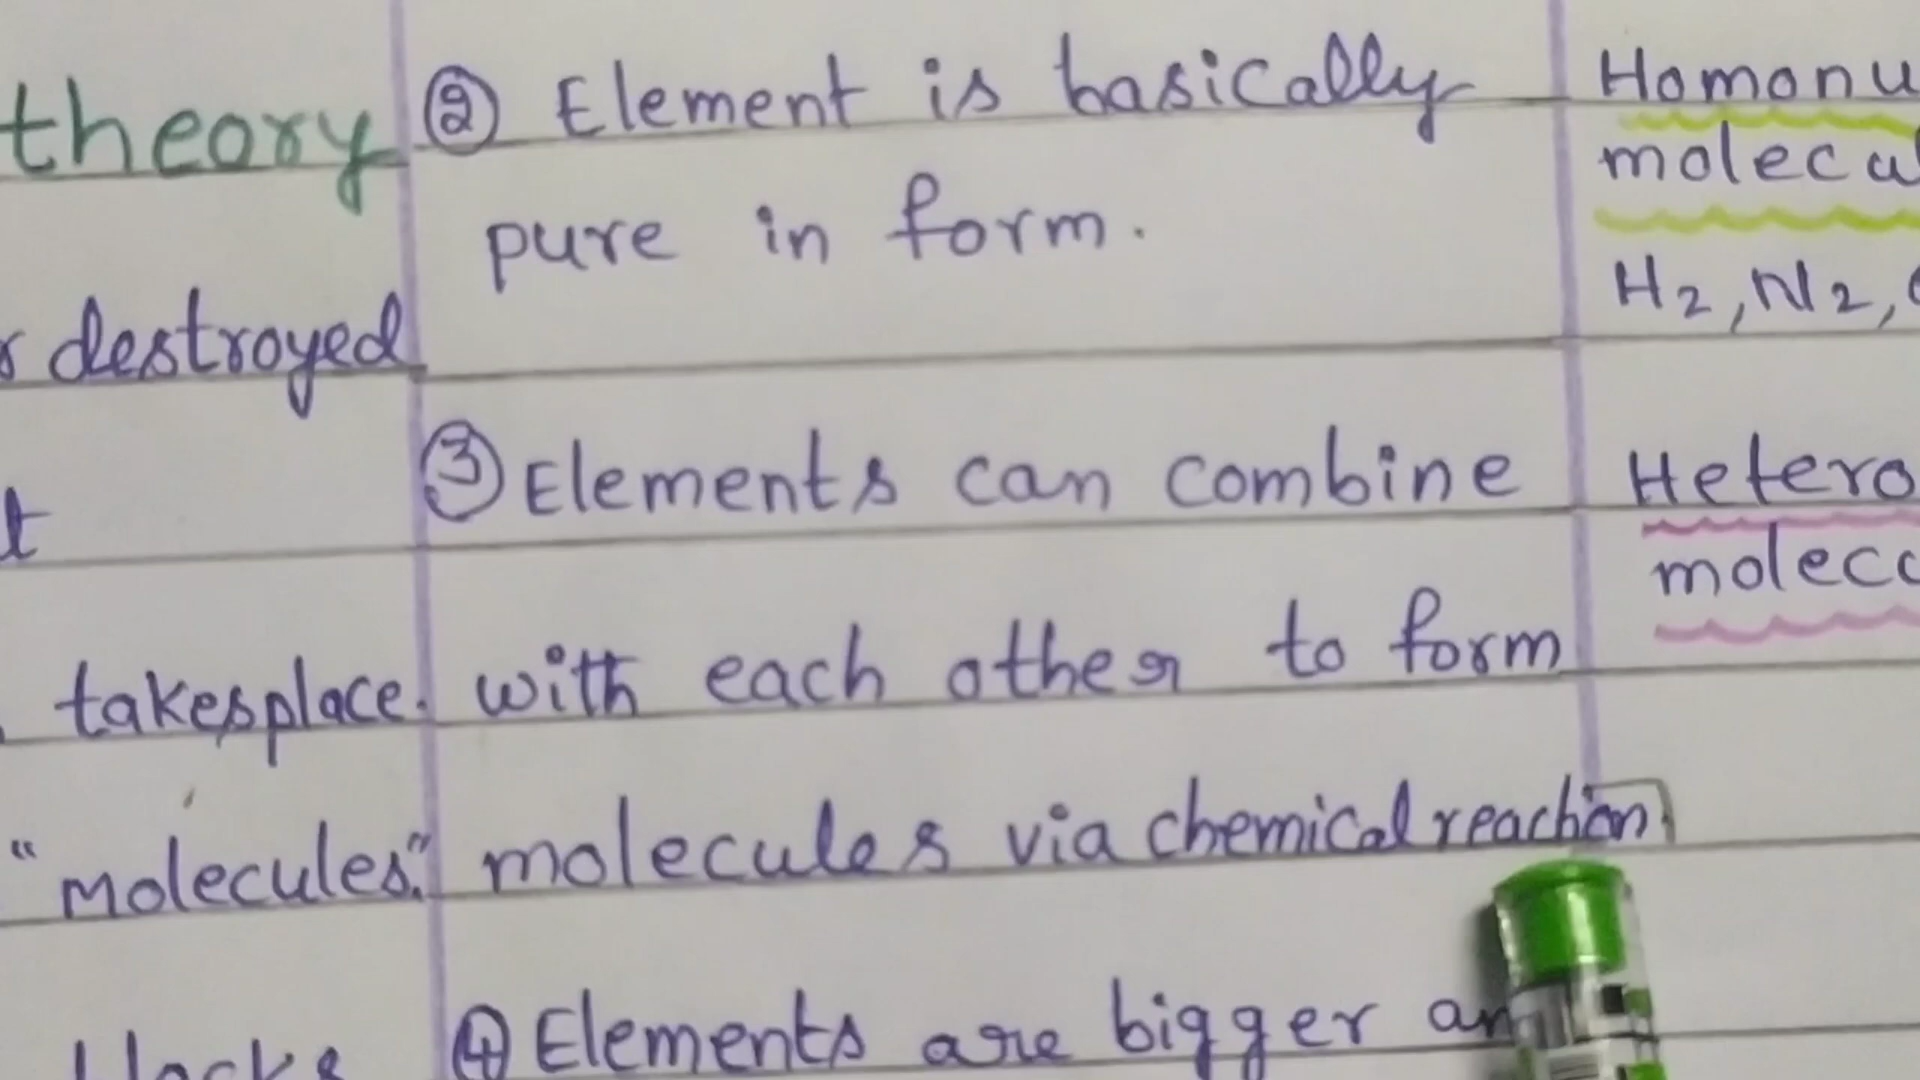 theory
destroyed
takesplace.
"molecules."
② Element is basically
pure in form.
③ Elements can combine
with each other to form
molecules via chemical reaction.
④ Elements are bigger an
Homonu
molecul
H₂, N₂,
Hetero
molecu